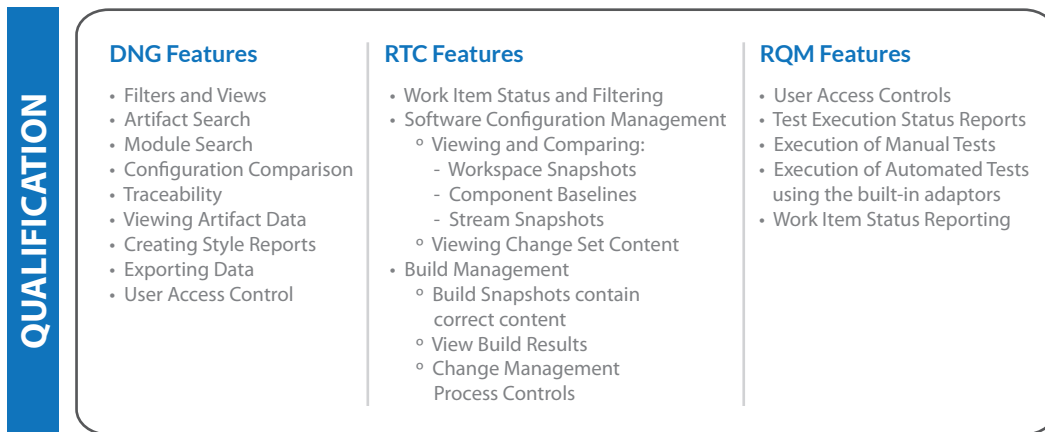 QUALIFICATION
DNG Features
• Filters and Views
• Artifact Search
• Module Search
• Configuration Comparison
• Traceability
• Viewing Artifact Data
• Creating Style Reports
• Exporting Data
• User Access Control
RTC Features
• Work Item Status and Filtering
• Software Configuration Management
º Viewing and Comparing:
- Workspace Snapshots
- Component Baselines
- Stream Snapshots
º Viewing Change Set Content
• Build Management
º Build Snapshots contain
correct content
º View Build Results
º Change Management
Process Controls
RQM Features
• User Access Controls
• Test Execution Status Reports
• Execution of Manual Tests
• Execution of Automated Tests
using the built-in adaptors
• Work Item Status Reporting